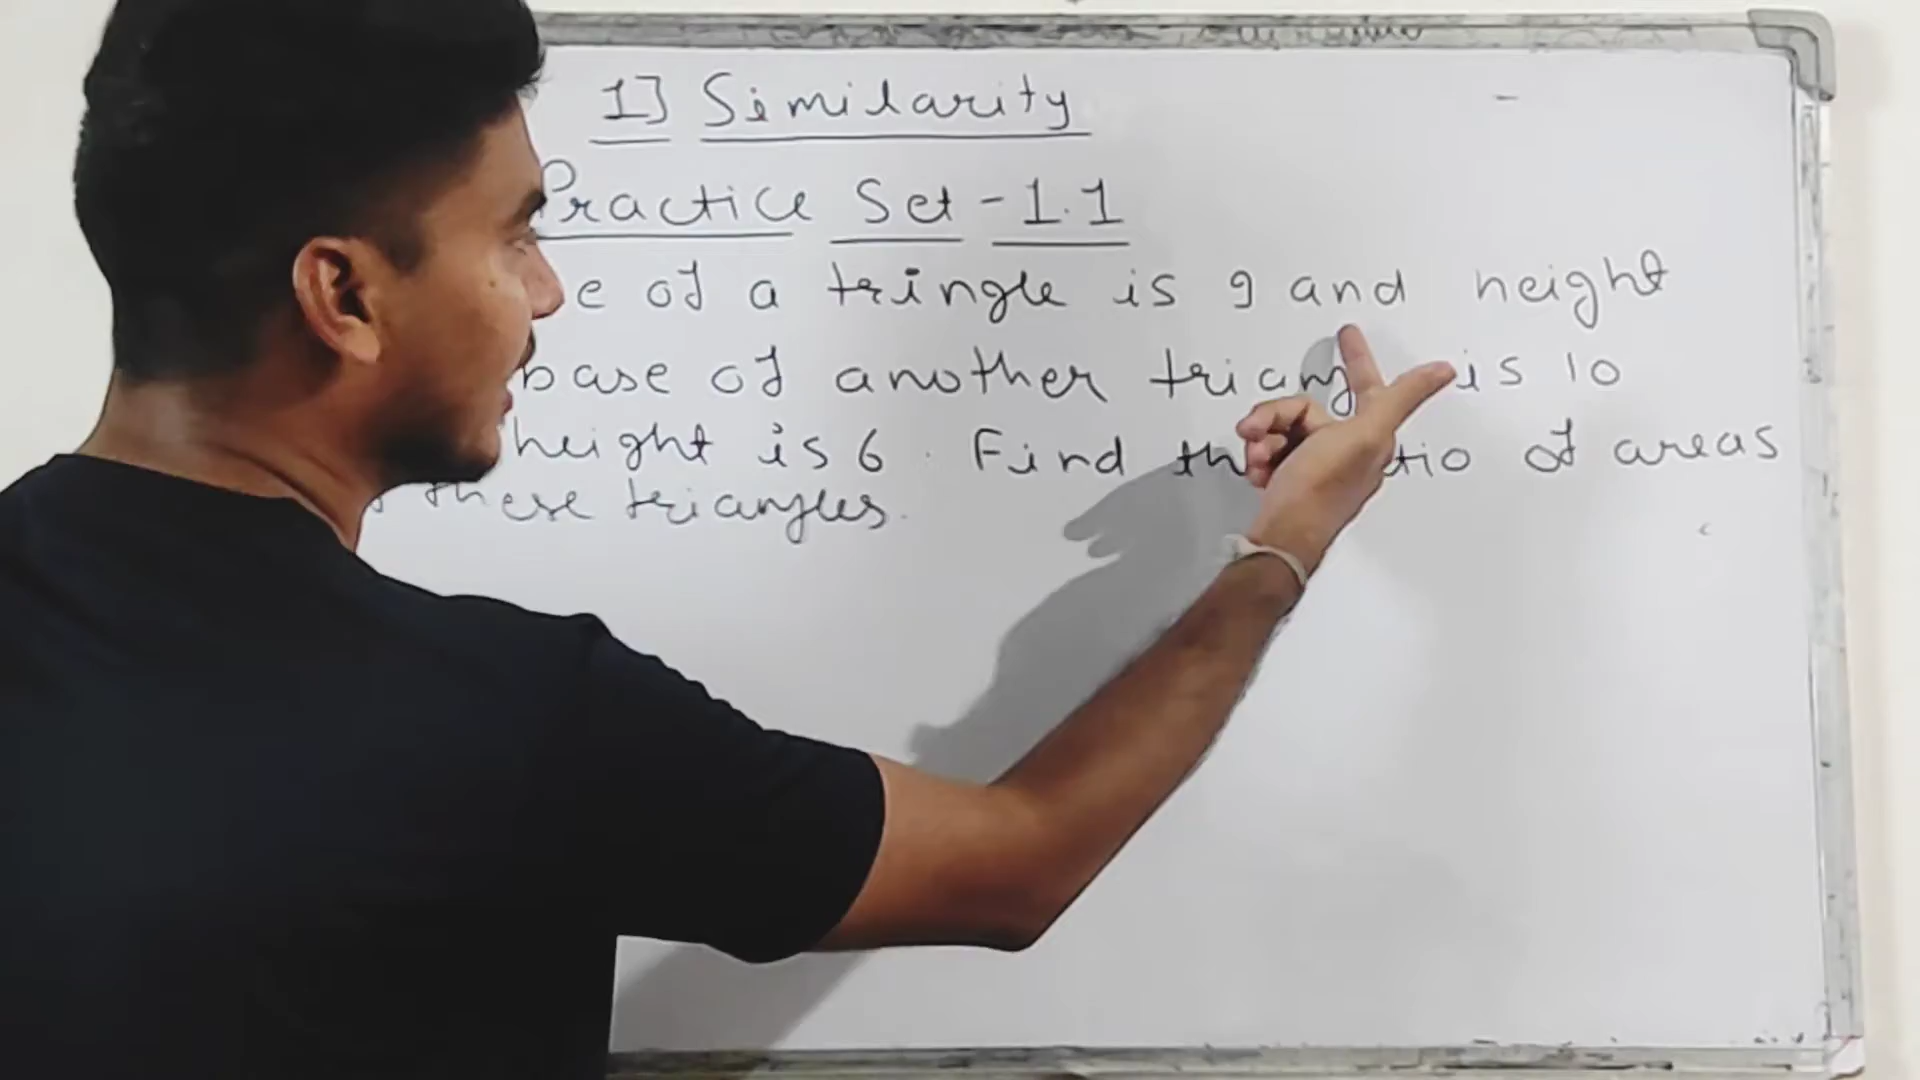 1] Similarity
Practice Set - 1.1
of a tringle is 9 and height
base of another is 10
height is 6. Find of areas
these triangles.